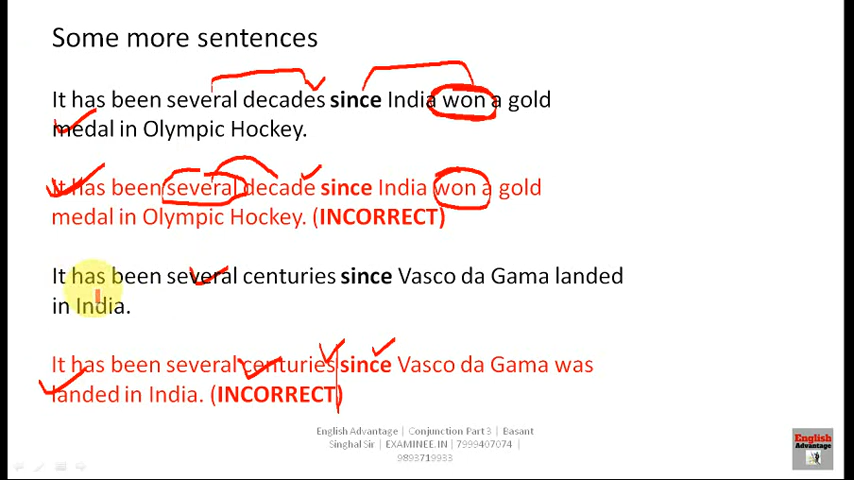 Some more sentences
It has been several decades since India won a gold
medal in Olympic Hockey.
It has been several decade since India won a gold
medal in Olympic Hockey. (INCORRECT)
It has been several centuries since Vasco da Gama landed
in India.
It has been several centuries since Vasco da Gama was
landed in India. (INCORRECT)
English Advantage | Conjunction Part 3 | Basant
Singhal Sir | EXAMINEE.IN | 7999407074 |
9893719933
English
Advantage